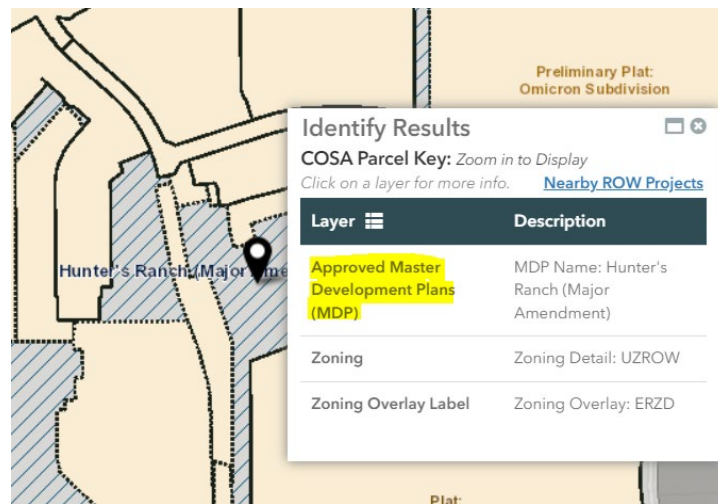 Preliminary Plat:
Omicron Subdivision
Identify Results
COSA Parcel Key: Zoom in to Display
Click on a layer for more info. Nearby ROW Projects
Layer Description
Approved Master
Development Plans
(MDP)
MDP Name: Hunter's
Ranch (Major
Amendment)
Zoning Zoning Detail: UZROW
Zoning Overlay Label Zoning Overlay: ERZD
Hunter's Ranch (Major
Plat: